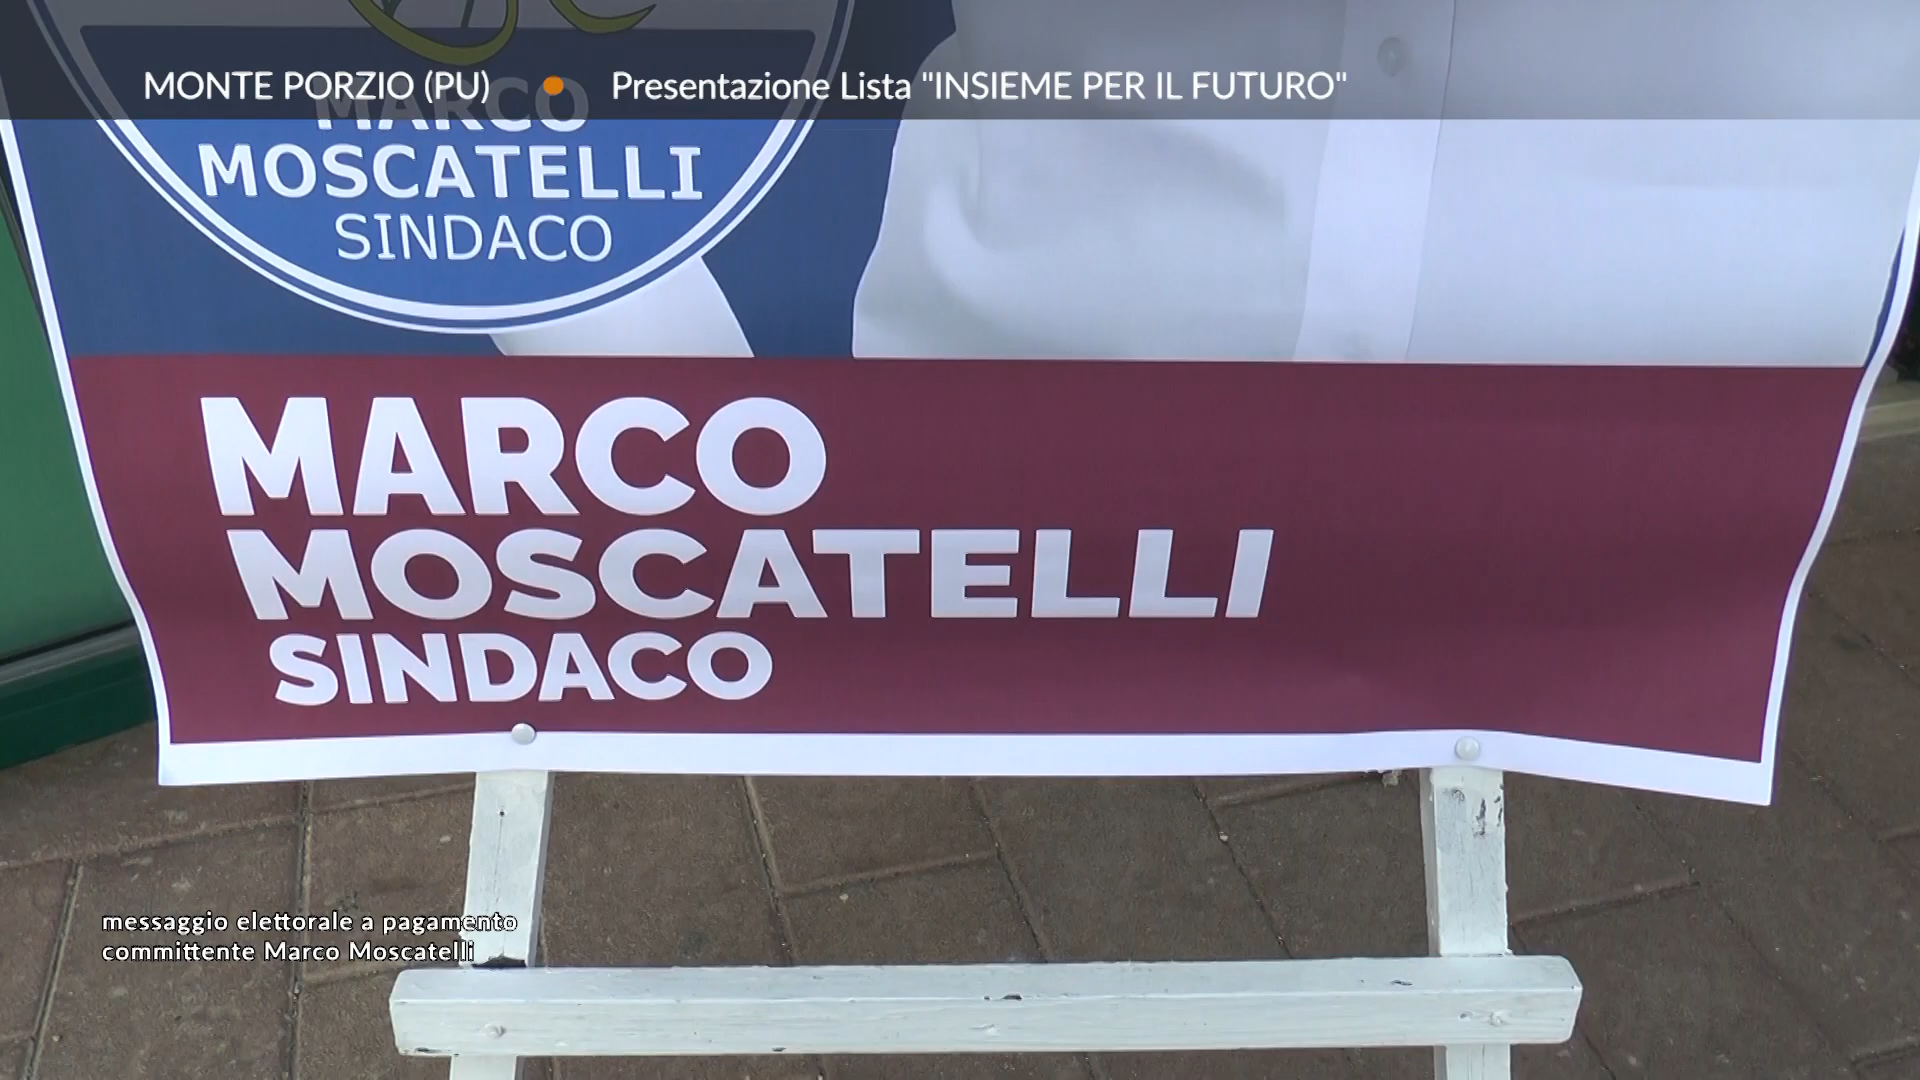 MONTE PORZIO (PU) • Presentazione Lista "INSIEME PER IL FUTURO"
MARCO
MOSCATELLI
SINDACO
MARCO
MOSCATELLI
SINDACO
messaggio elettorale a pagamento
committente Marco Moscatelli